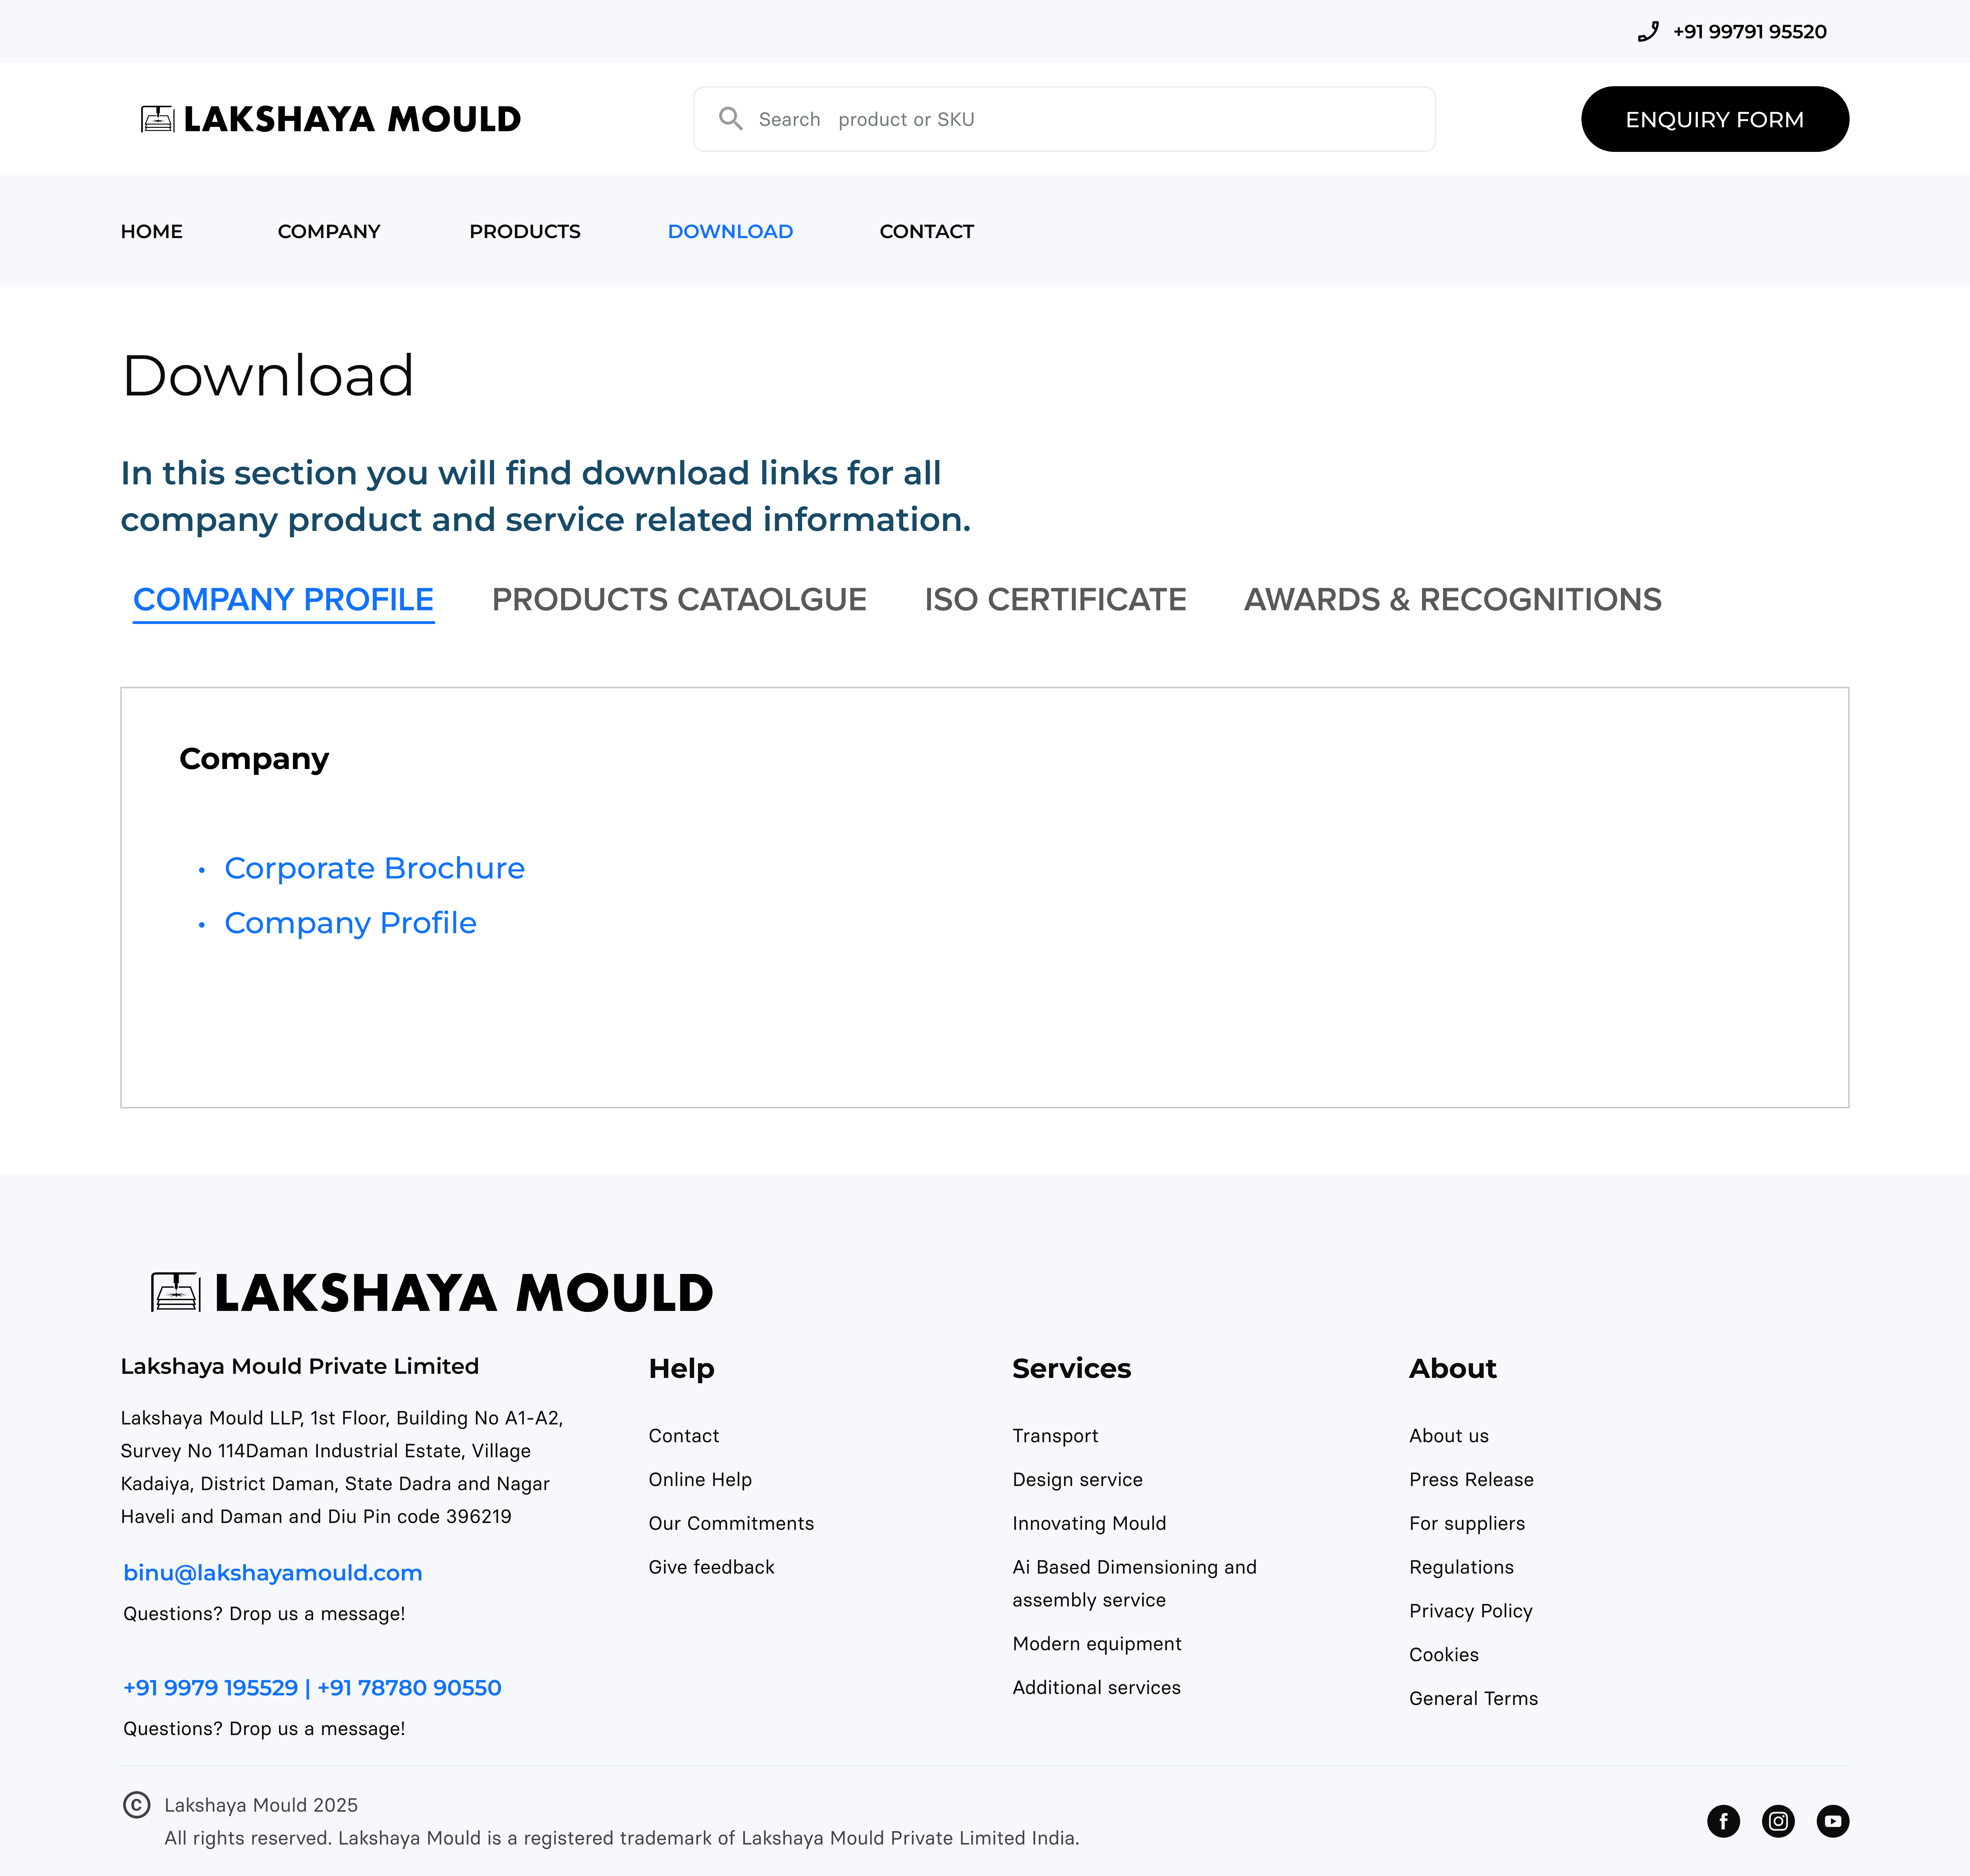 +91 99791 95520
LAKSHAYA MOULD
Search product or SKU
ENQUIRY FORM
HOME COMPANY PRODUCTS DOWNLOAD CONTACT
Download
In this section you will find download links for all
company product and service related information.
COMPANY PROFILE PRODUCTS CATAOLGUE ISO CERTIFICATE AWARDS & RECOGNITIONS
Company
• Corporate Brochure
• Company Profile
LAKSHAYA MOULD
Lakshaya Mould Private Limited
Lakshaya Mould LLP, 1st Floor, Building No A1-A2,
Survey No 114Daman Industrial Estate, Village
Kadaiya, District Daman, State Dadra and Nagar
Haveli and Daman and Diu Pin code 396219
binu@lakshayamould.com
Questions? Drop us a message!
+91 9979 195529 | +91 78780 90550
Questions? Drop us a message!
Help
Contact
Online Help
Our Commitments
Give feedback
Services
Transport
Design service
Innovating Mould
Ai Based Dimensioning and
assembly service
Modern equipment
Additional services
About
About us
Press Release
For suppliers
Regulations
Privacy Policy
Cookies
General Terms
© Lakshaya Mould 2025
All rights reserved. Lakshaya Mould is a registered trademark of Lakshaya Mould Private Limited India.